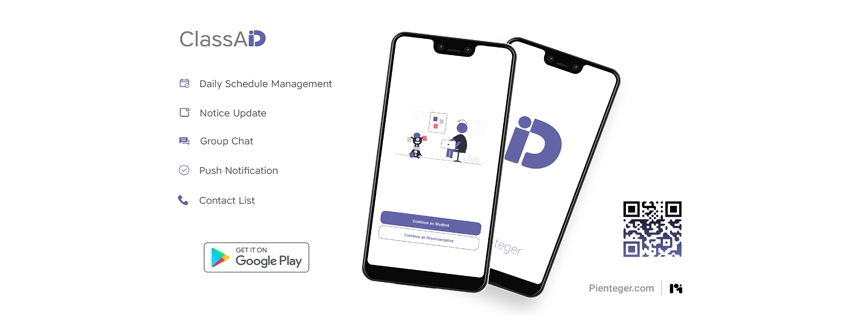 ClassAiD
Daily Schedule Management
Notice Update
Group Chat
Push Notification
Contact List
GET IT ON
Google Play
Continue as Student
Continue as Representative
iD
teger
Pienteger.com